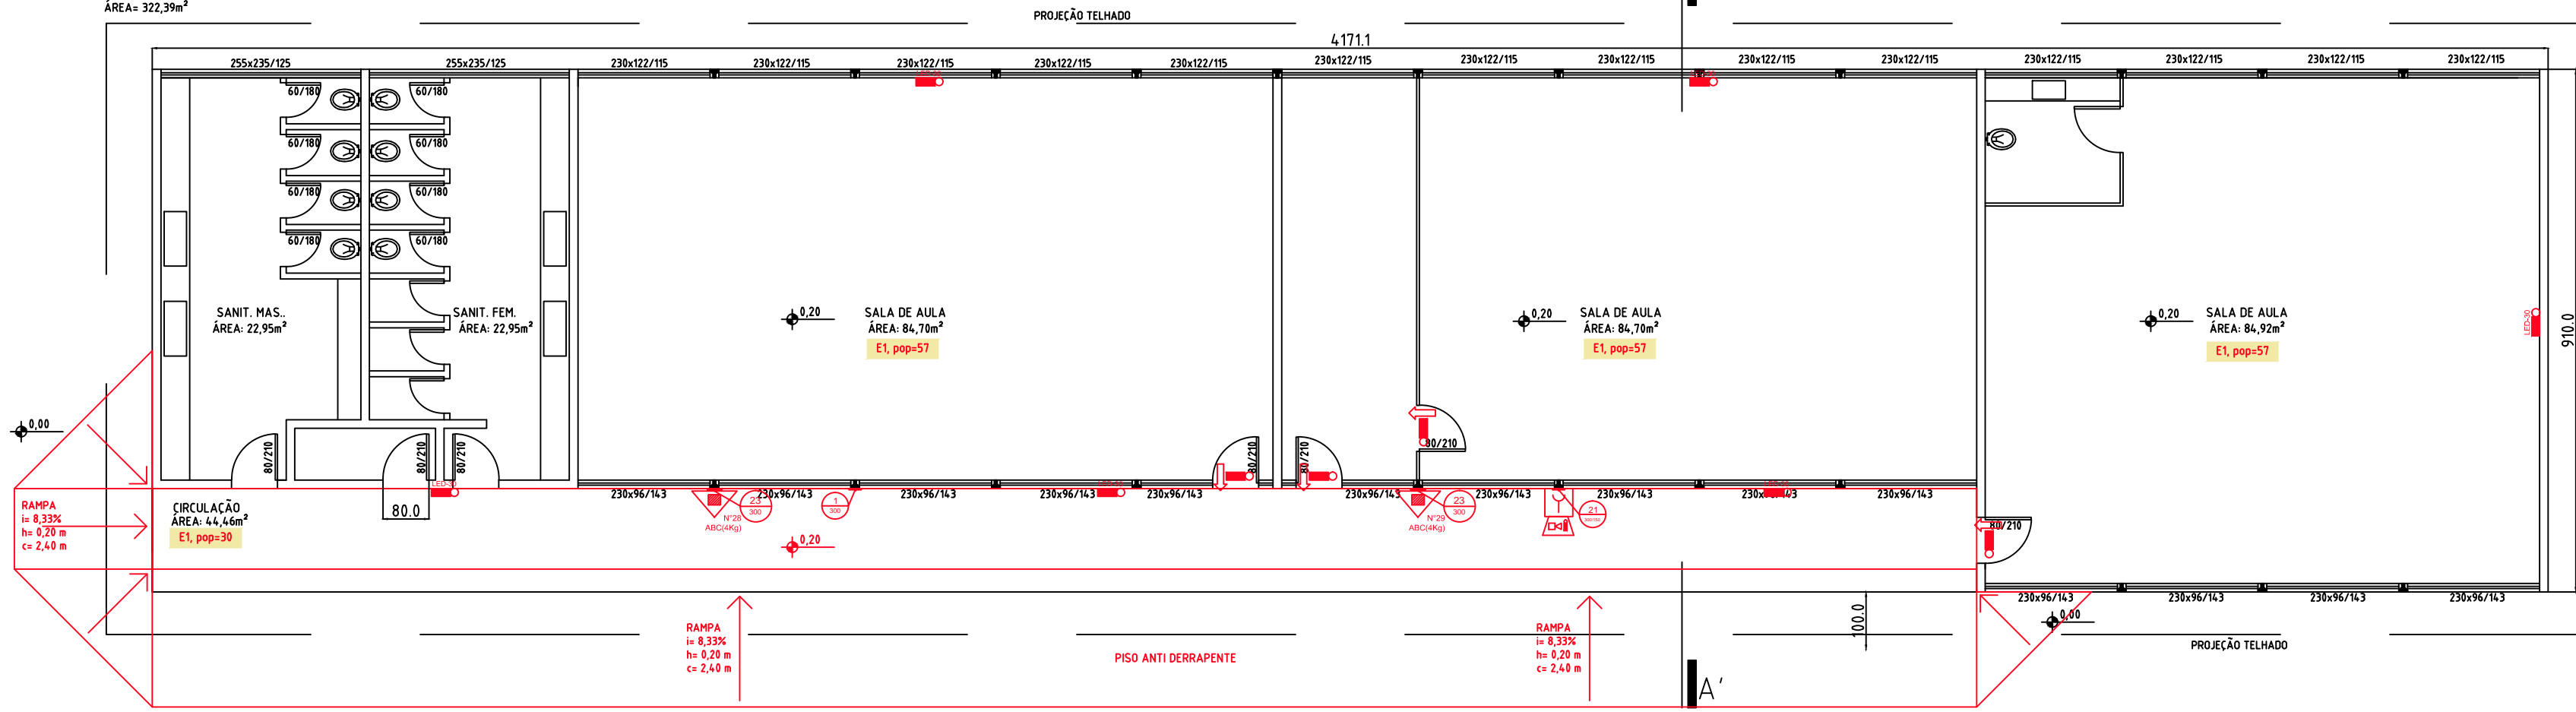 ÁREA= 322,39m²
PROJEÇÃO TELHADO
4171.1
255x235/125
255x235/125
230x122/115
230x122/115
230x122/115
230x122/115
230x122/115
230x122/115
230x122/115
230x122/115
230x122/115
230x122/115
230x122/115
230x122/115
230x122/115
230x122/115
60/180
60/180
60/180
60/180
60/180
60/180
60/180
60/180
SANIT. MAS..
ÁREA: 22,95m²
SANIT. FEM.
ÁREA: 22,95m²
0,20
SALA DE AULA
ÁREA: 84,70m²
E1, pop=57
0,20
SALA DE AULA
ÁREA: 84,70m²
E1, pop=57
0,20
SALA DE AULA
ÁREA: 84,92m²
E1, pop=57
LED-30
910.0
0,00
80/210
80/210
80/210
80/210
80/210
80/210
80/210
LED-30
230x96/143
230x96/143
230x96/143
230x96/143
230x96/143
230x96/143
230x96/143
230x96/143
230x96/143
230x96/143
RAMPA
i= 8,33%
h= 0,20 m
c= 2,40 m
CIRCULAÇÃO
ÁREA: 44,46m²
E1, pop=30
80.0
N°28
ABC(4Kg)
23
300
1
300
0,20
N°29
ABC(4Kg)
23
300
21
230x96/143
230x96/143
230x96/143
230x96/143
0,00
100.0
RAMPA
i= 8,33%
h= 0,20 m
c= 2,40 m
PISO ANTI DERRAPENTE
RAMPA
i= 8,33%
h= 0,20 m
c= 2,40 m
PROJEÇÃO TELHADO
A'